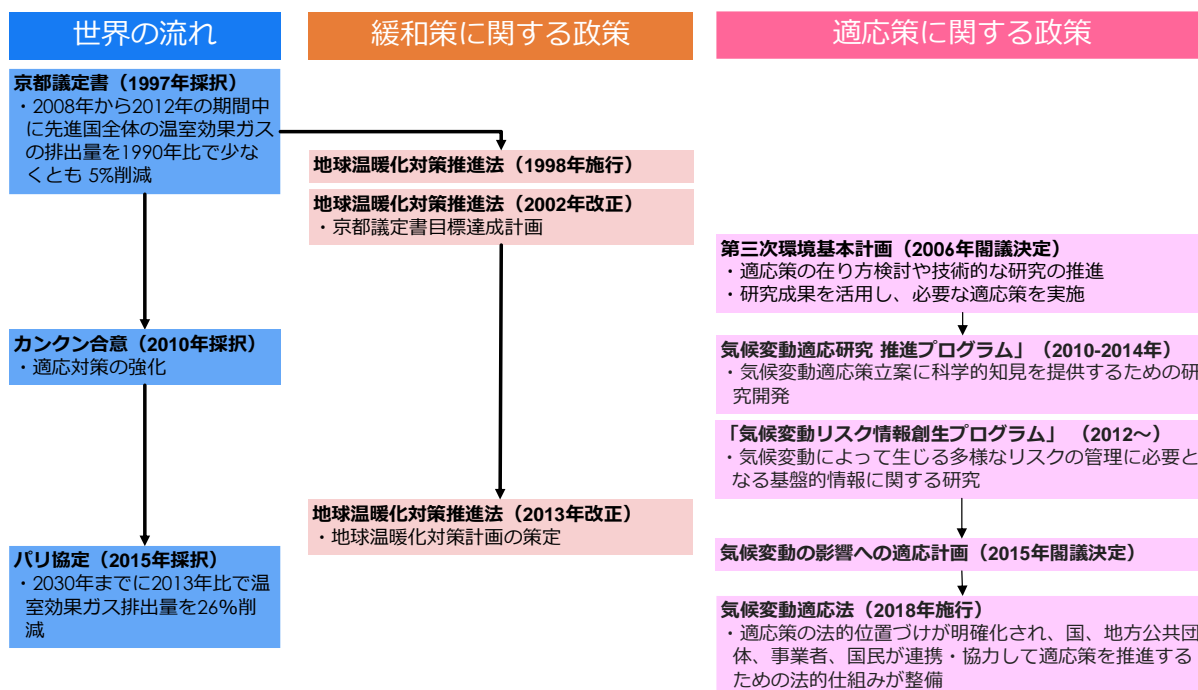 世界の流れ
京都議定書（1997年採択）
・2008年から2012年の期間中
に先進国全体の温室効果ガス
の排出量を1990年比で少な
くとも 5%削減
カンクン合意（2010年採択）
・適応対策の強化
パリ協定（2015年採択）
・2030年までに2013年比で温
室効果ガス排出量を26%削
減
緩和策に関する政策
地球温暖化対策推進法（1998年施行）
地球温暖化対策推進法（2002年改正）
・京都議定書目標達成計画
地球温暖化対策推進法（2013年改正）
・地球温暖化対策計画の策定
適応策に関する政策
第三次環境基本計画（2006年閣議決定）
・適応策の在り方検討や技術的な研究の推進
・研究成果を活用し、必要な適応策を実施
気候変動適応研究 推進プログラム」（2010-2014年）
・気候変動適応策立案に科学的知見を提供するための研
究開発
「気候変動リスク情報創生プログラム」 （2012～）
・気候変動によって生じる多様なリスクの管理に必要と
なる基盤的情報に関する研究
気候変動の影響への適応計画（2015年閣議決定）
気候変動適応法（2018年施行）
・適応策の法的位置づけが明確化され、国、地方公共団
体、事業者、国民が連携・協力して適応策を推進する
ための法的仕組みが整備